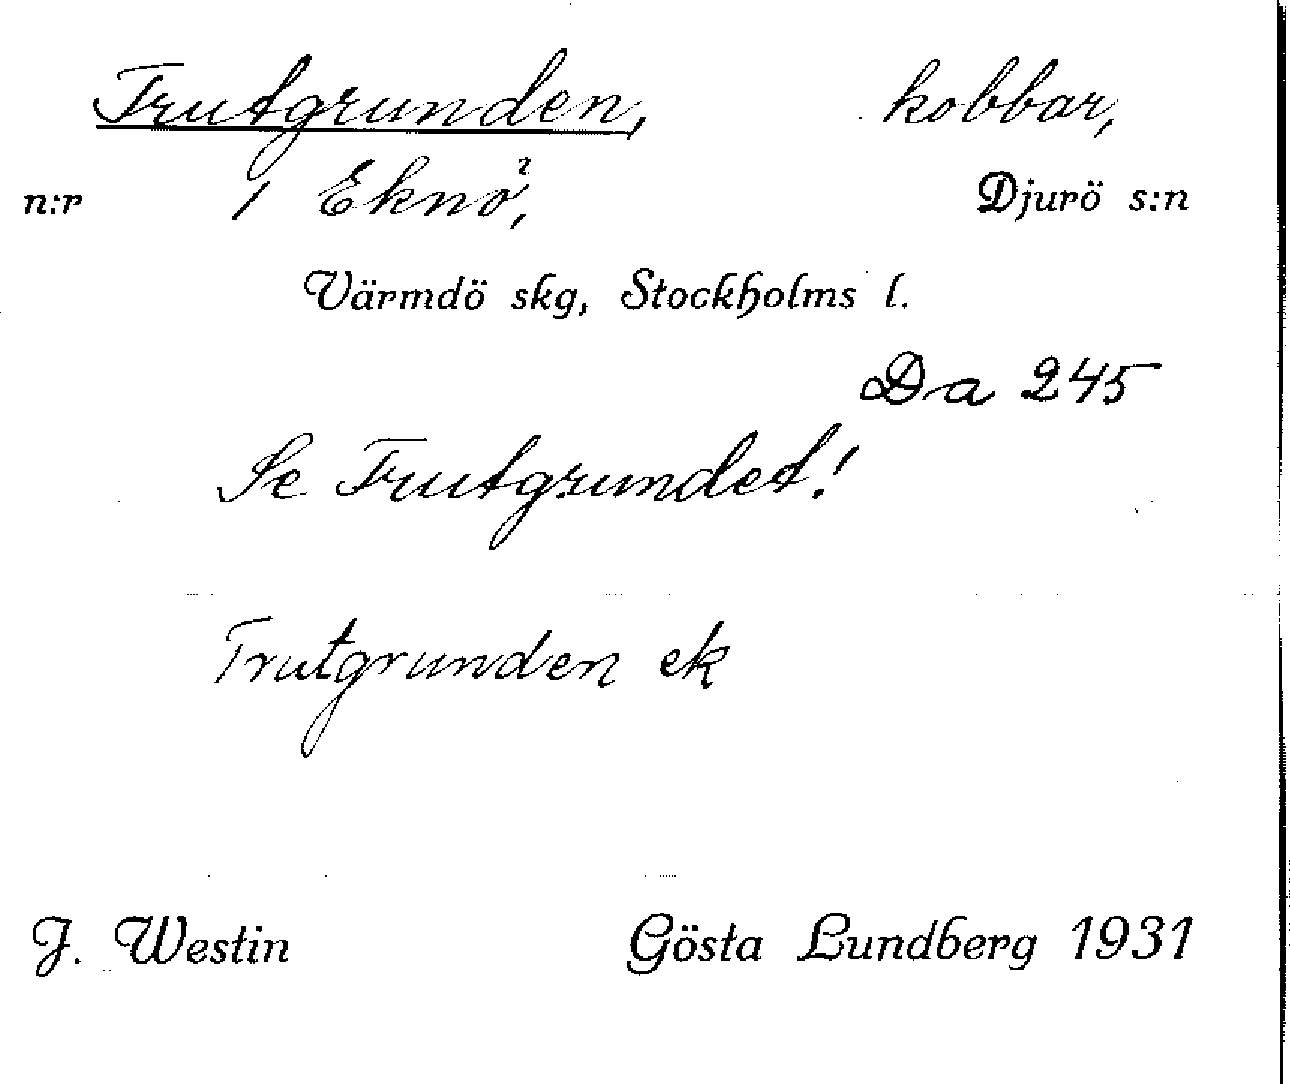 Trutgrunden, kobbar,
n:r 1 Eknö, Djurö s:n
Värmdö skg, Stockholms l.
Da 245
Se Trutgrundet!
Trutgrunden ek
J. Westin Gösta Lundberg 1931